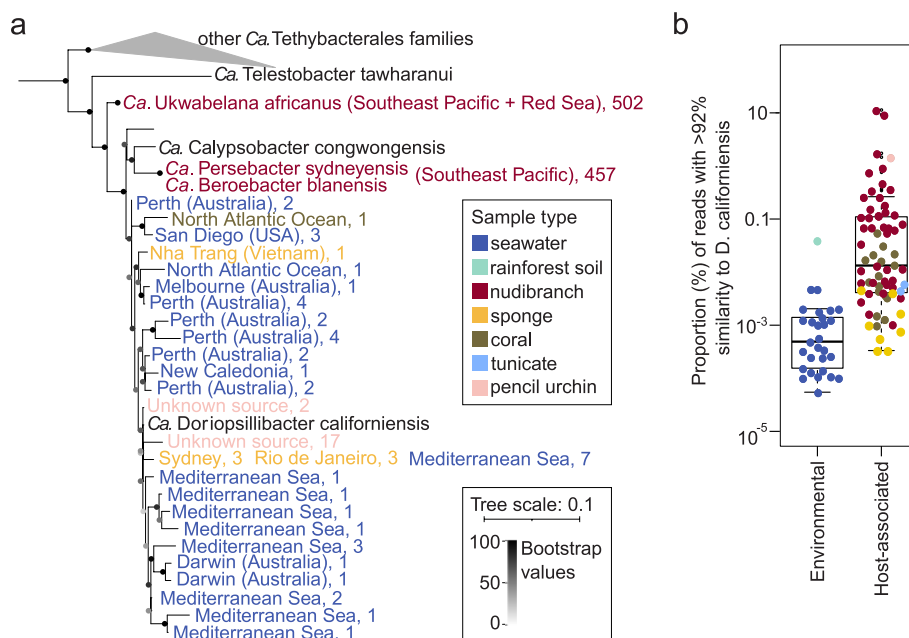 a
other Ca. Tethybacterales families
Ca. Telestobacter tawharanui
Ca. Ukwabelana africanus (Southeast Pacific + Red Sea), 502
Ca. Calypsobacter congwongensis
Ca. Persebacter sydneyensis
Ca. Beroebacter blanensis
(Southeast Pacific), 457
Perth (Australia), 2
North Atlantic Ocean, 1
San Diego (USA), 3
Nha Trang (Vietnam), 1
North Atlantic Ocean, 1
Melbourne (Australia), 1
Perth (Australia), 4
Perth (Australia), 2
Perth (Australia), 4
Perth (Australia), 2
New Caledonia, 1
Perth (Australia), 2
Unknown source, 2
Ca. Doriopsillibacter californiensis
Unknown source, 17
Sydney, 3 Rio de Janeiro, 3 Mediterranean Sea, 7
Mediterranean Sea, 1
Mediterranean Sea, 1
Mediterranean Sea, 1
Mediterranean Sea, 1
Mediterranean Sea, 3
Darwin (Australia), 1
Darwin (Australia), 1
Mediterranean Sea, 2
Mediterranean Sea, 1
Mediterranean Sea, 1
Sample type
seawater
rainforest soil
nudibranch
sponge
coral
tunicate
pencil urchin
Tree scale: 0.1
100
50
0
Bootstrap
values
b
Proportion (%) of reads with >92%
similarity to D. californiensis
10
0.1
10-3
10-5
Environmental
Host-associated